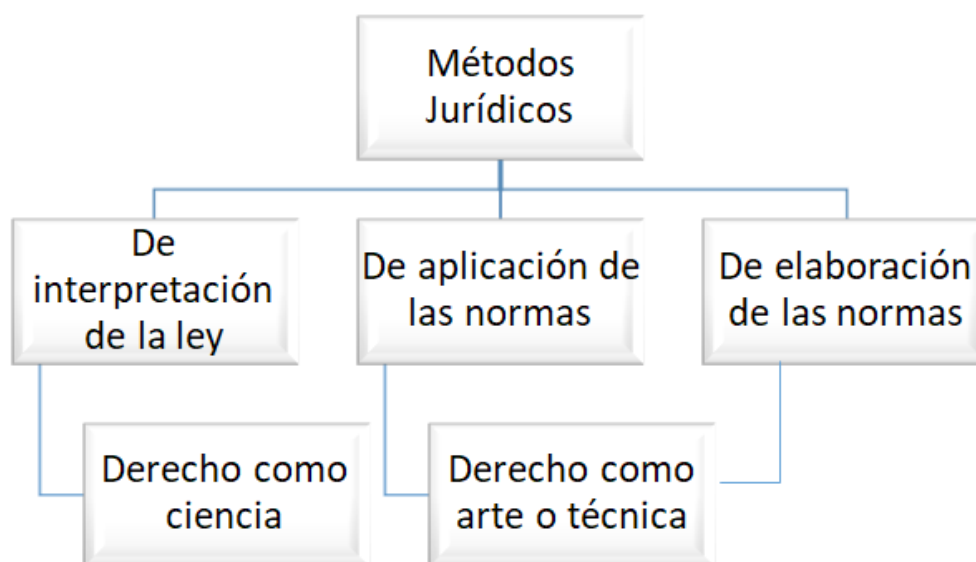 Métodos
Jurídicos
De
interpretación
de la ley
De aplicación de
las normas
De elaboración
de las normas
Derecho como
ciencia
Derecho como
arte o técnica